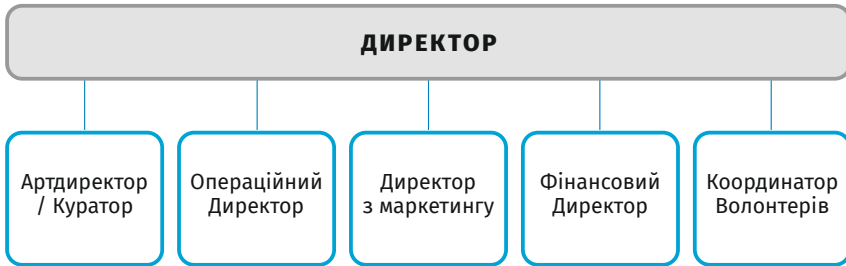 ДИРЕКТОР
Артдиректор
/ Куратор
Операційний
Директор
Директор
з маркетингу
Фінансовий
Директор
Координатор
Волонтерів